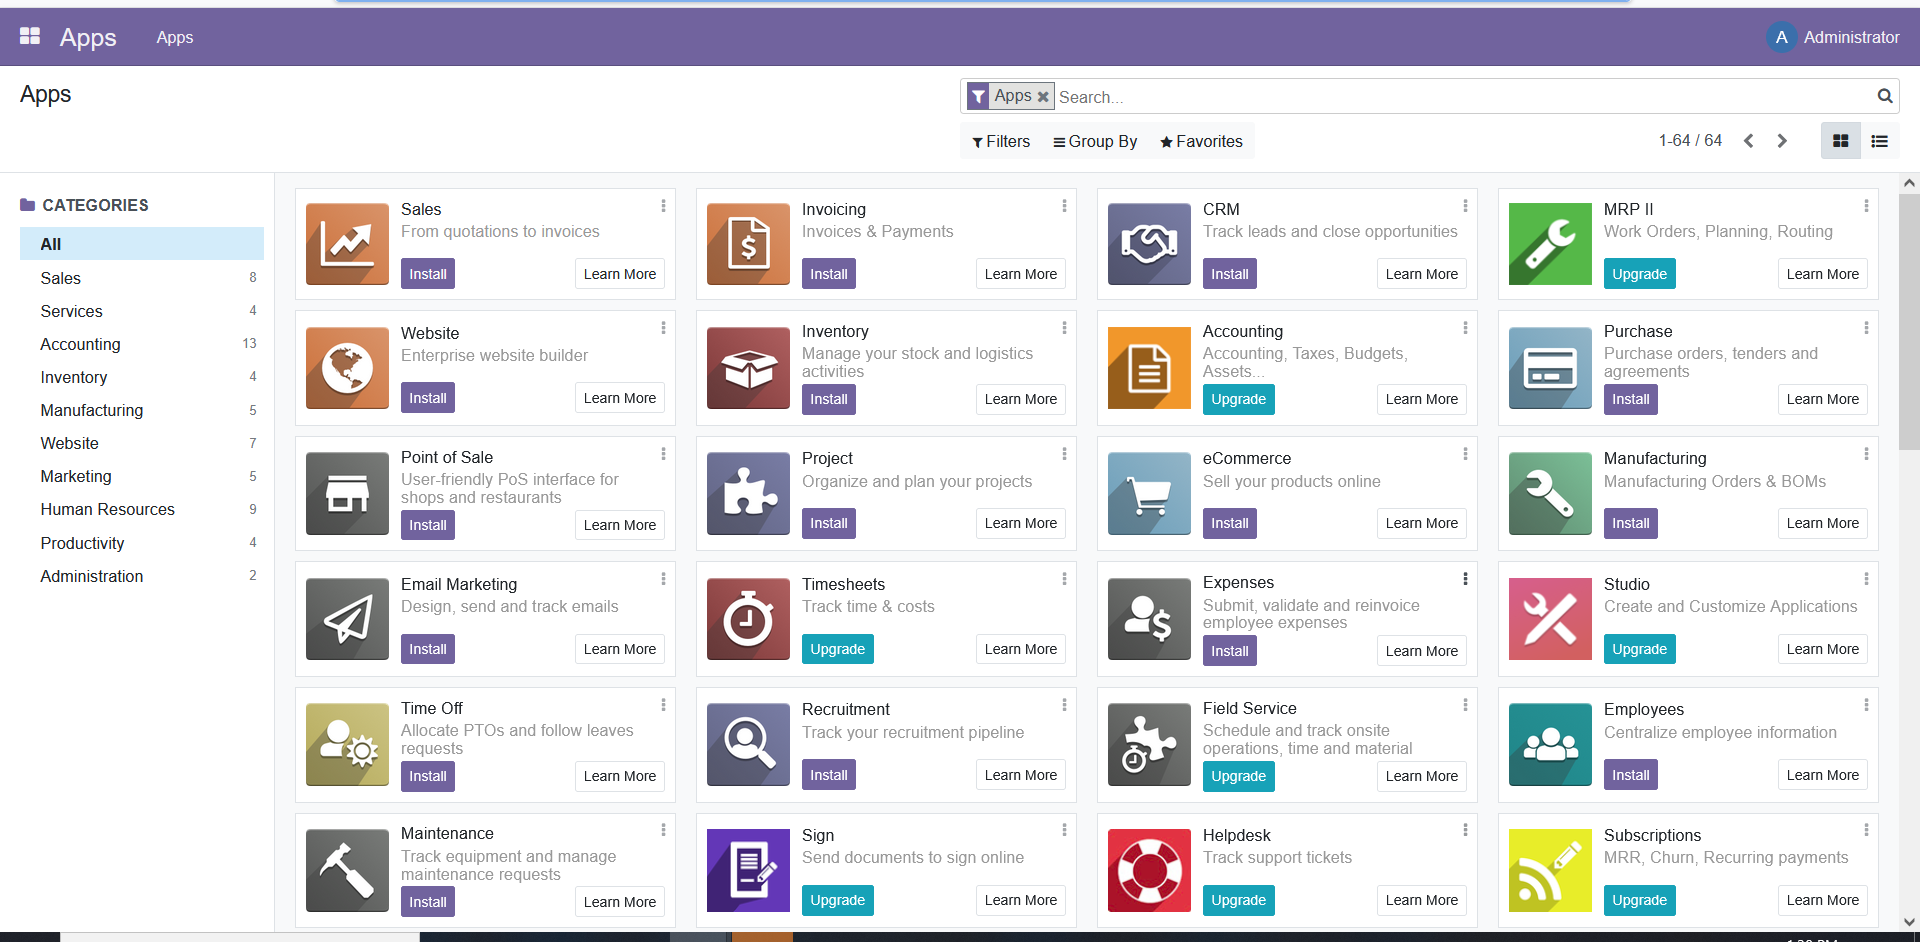 Apps
Apps
A
Administrator
Apps
Apps
Search...
Filters
Group By
Favorites
1-64 / 64
CATEGORIES
All
Sales 8
Services 4
Accounting 13
Inventory 4
Manufacturing 5
Website 7
Marketing 5
Human Resources 9
Productivity 4
Administration 2
Sales
From quotations to invoices
Install
Learn More
Invoicing
Invoices & Payments
Install
Learn More
CRM
Track leads and close opportunities
Install
Learn More
MRP II
Work Orders, Planning, Routing
Upgrade
Learn More
Website
Enterprise website builder
Install
Learn More
Inventory
Manage your stock and logistics
activities
Install
Learn More
Accounting
Accounting, Taxes, Budgets,
Assets...
Upgrade
Learn More
Purchase
Purchase orders, tenders and
agreements
Install
Learn More
Point of Sale
User-friendly PoS interface for
shops and restaurants
Install
Learn More
Project
Organize and plan your projects
Install
Learn More
eCommerce
Sell your products online
Install
Learn More
Manufacturing
Manufacturing Orders & BOMs
Install
Learn More
Email Marketing
Design, send and track emails
Install
Learn More
Timesheets
Track time & costs
Upgrade
Learn More
Expenses
Submit, validate and reinvoice
employee expenses
Install
Learn More
Studio
Create and Customize Applications
Upgrade
Learn More
Time Off
Allocate PTOs and follow leaves
requests
Install
Learn More
Recruitment
Track your recruitment pipeline
Install
Learn More
Field Service
Schedule and track onsite
operations, time and material
Upgrade
Learn More
Employees
Centralize employee information
Install
Learn More
Maintenance
Track equipment and manage
maintenance requests
Install
Learn More
Sign
Send documents to sign online
Upgrade
Learn More
Helpdesk
Track support tickets
Upgrade
Learn More
Subscriptions
MRR, Churn, Recurring payments
Upgrade
Learn More